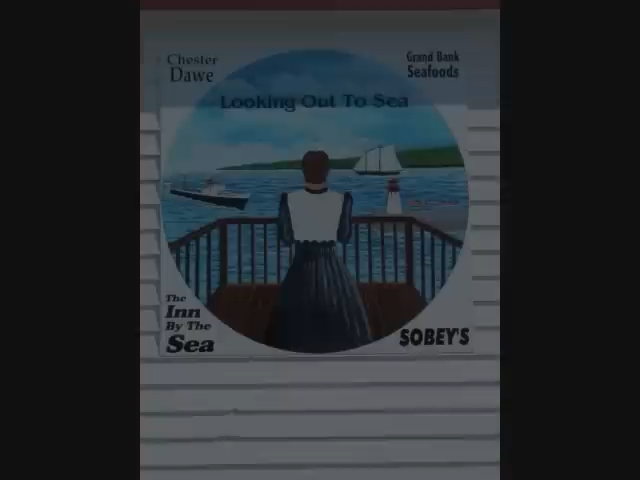 Chester
Dawe
Grand Bank
Seafoods
Looking Out To Sea
The
Inn
By The
Sea
SOBEY'S